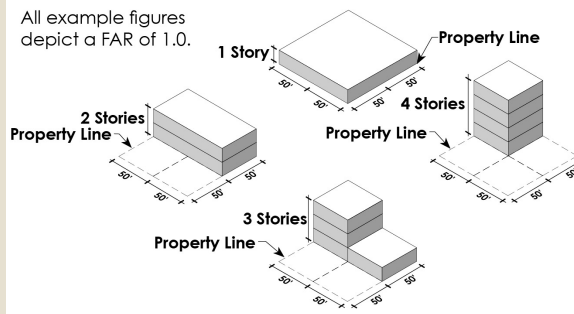 All example figures
depict a FAR of 1.0.
1 Story
Property Line
50'
50'
50'
50'
2 Stories
Property Line
50'
50'
50'
50'
4 Stories
Property Line
50'
50'
50'
50'
3 Stories
Property Line
50'
50'
50'
50'